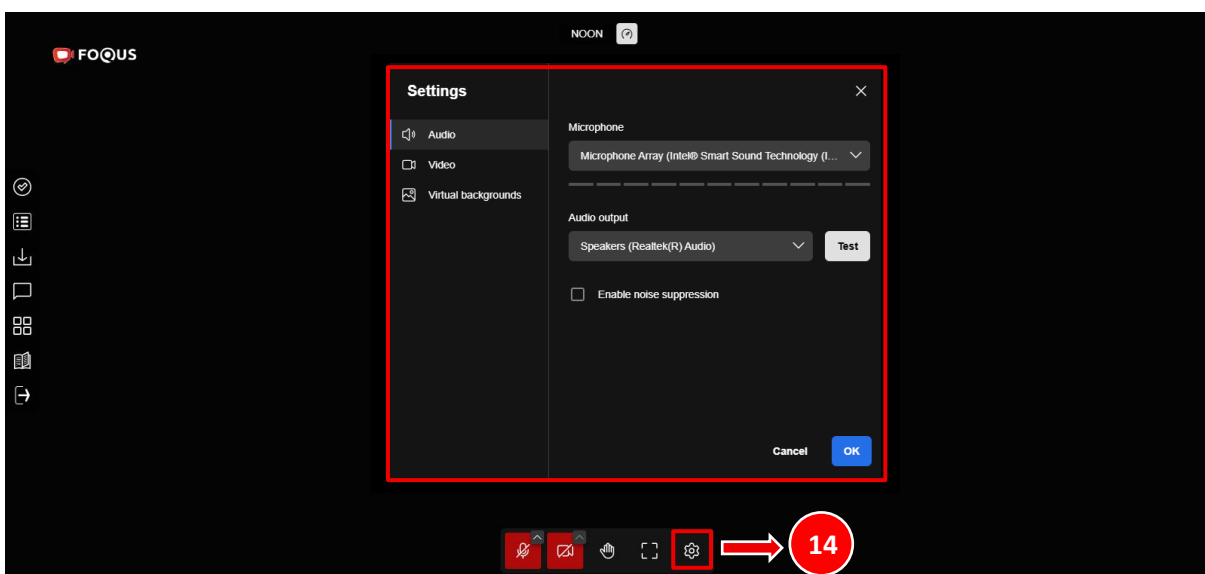 NOON
FOQUS
Settings
Audio
Video
Virtual backgrounds
Microphone
Microphone Array (Intel® Smart Sound Technology (I...
Audio output
Speakers (Realtek(R) Audio)
Test
Enable noise suppression
Cancel
OK
14